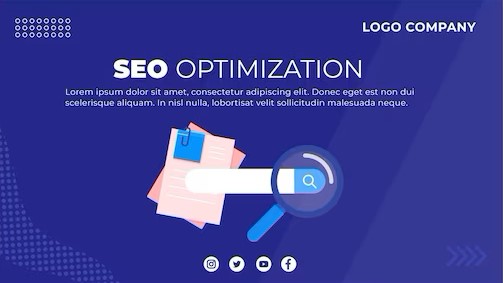 LOGO COMPANY
SEO OPTIMIZATION
Lorem ipsum dolor sit amet, consectetur adipiscing elit. Donec eget est non dui
scelerisque aliquam. In nisl nulla, lobortisat velit sollicitudin malesuada neque.